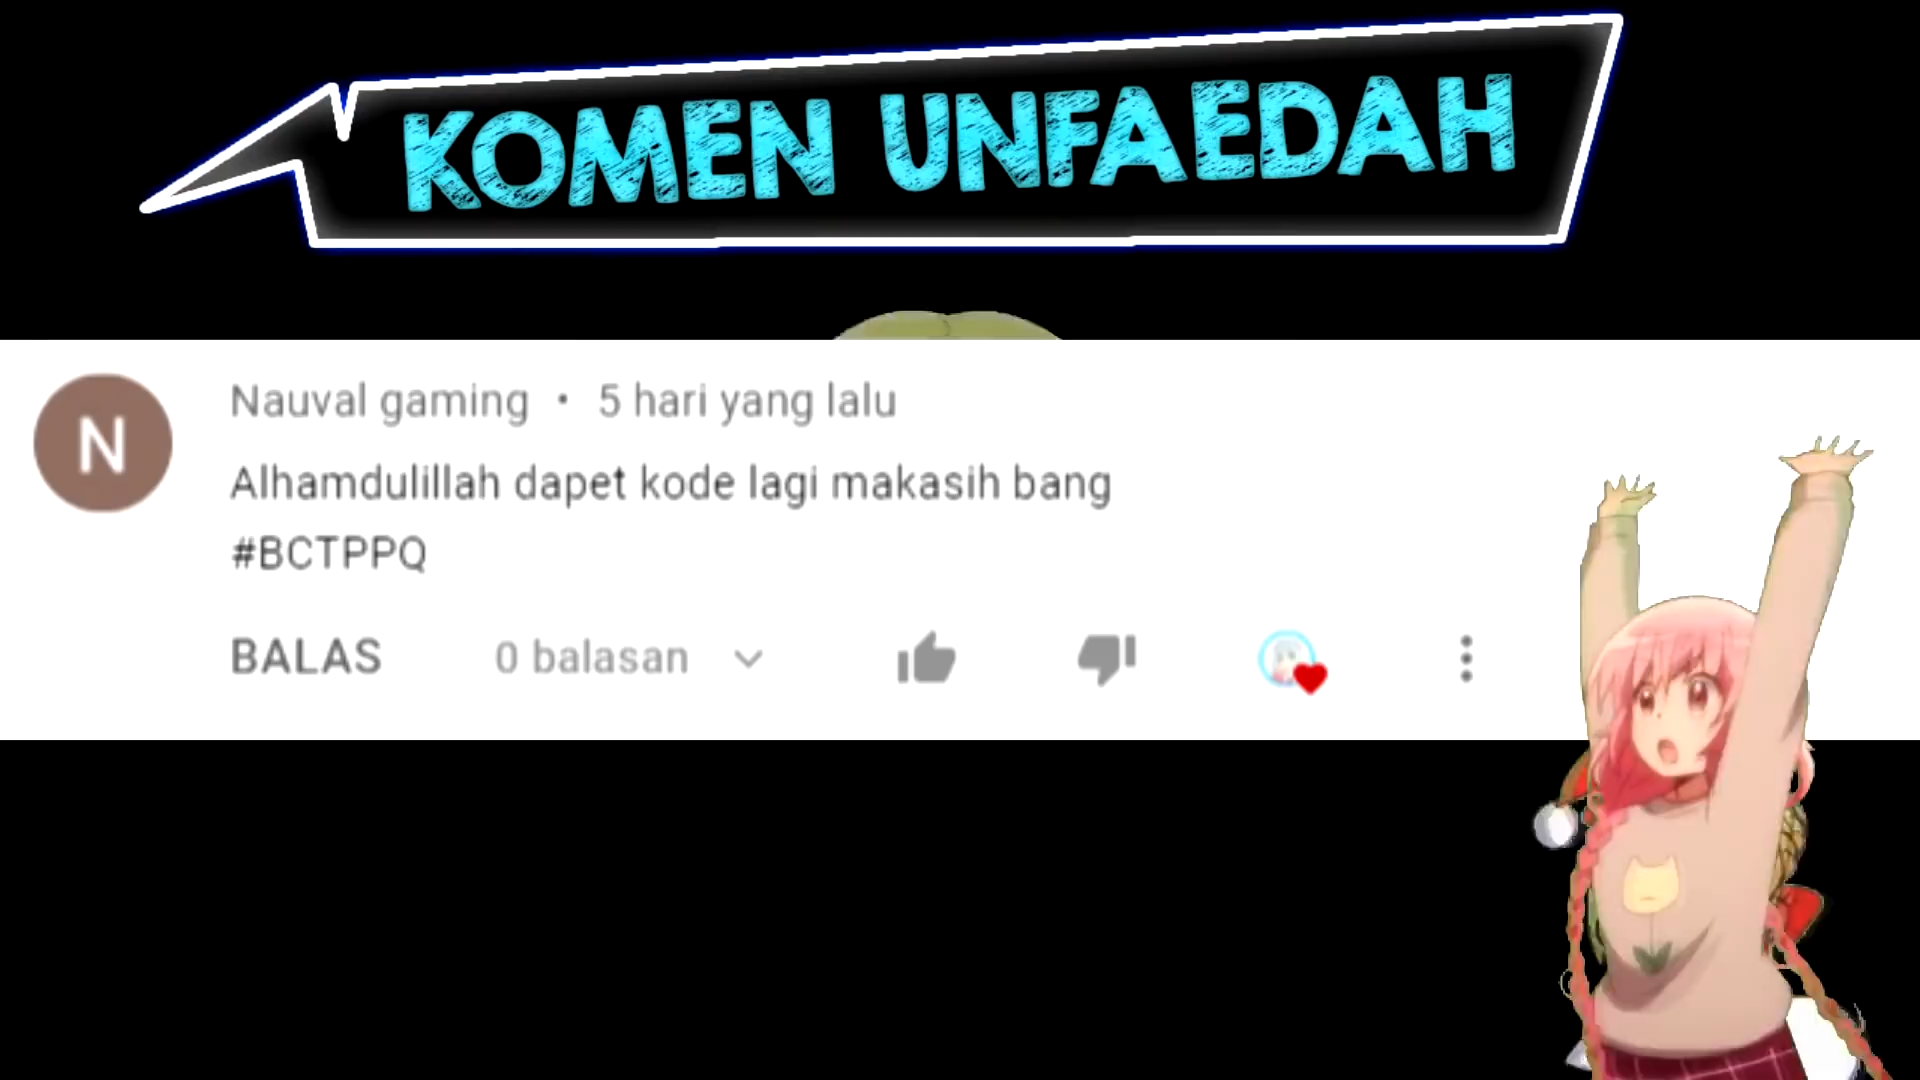 KOMEN UNFAEDAH
N
Nauval gaming • 5 hari yang lalu
Alhamdulillah dapet kode lagi makasih bang
#BCTPPQ
BALAS 0 balasan